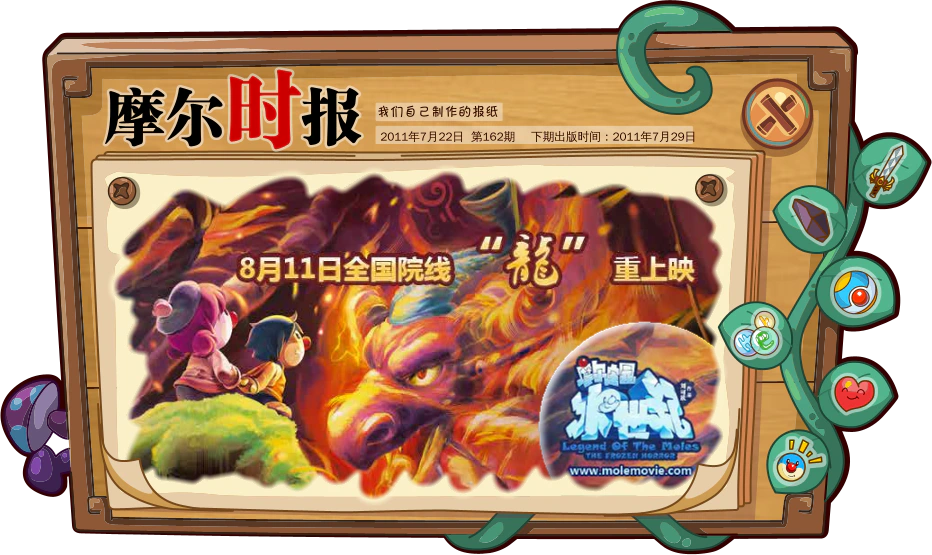 摩尔时报
我们自己制作的报纸
2011年7月22日 第162期 下期出版时间：2011年7月29日
8月11日全国院线 “龍” 重上映
冰世纪
Legend Of The Moles
THE FROZEN HORROR
www.molemovie.com